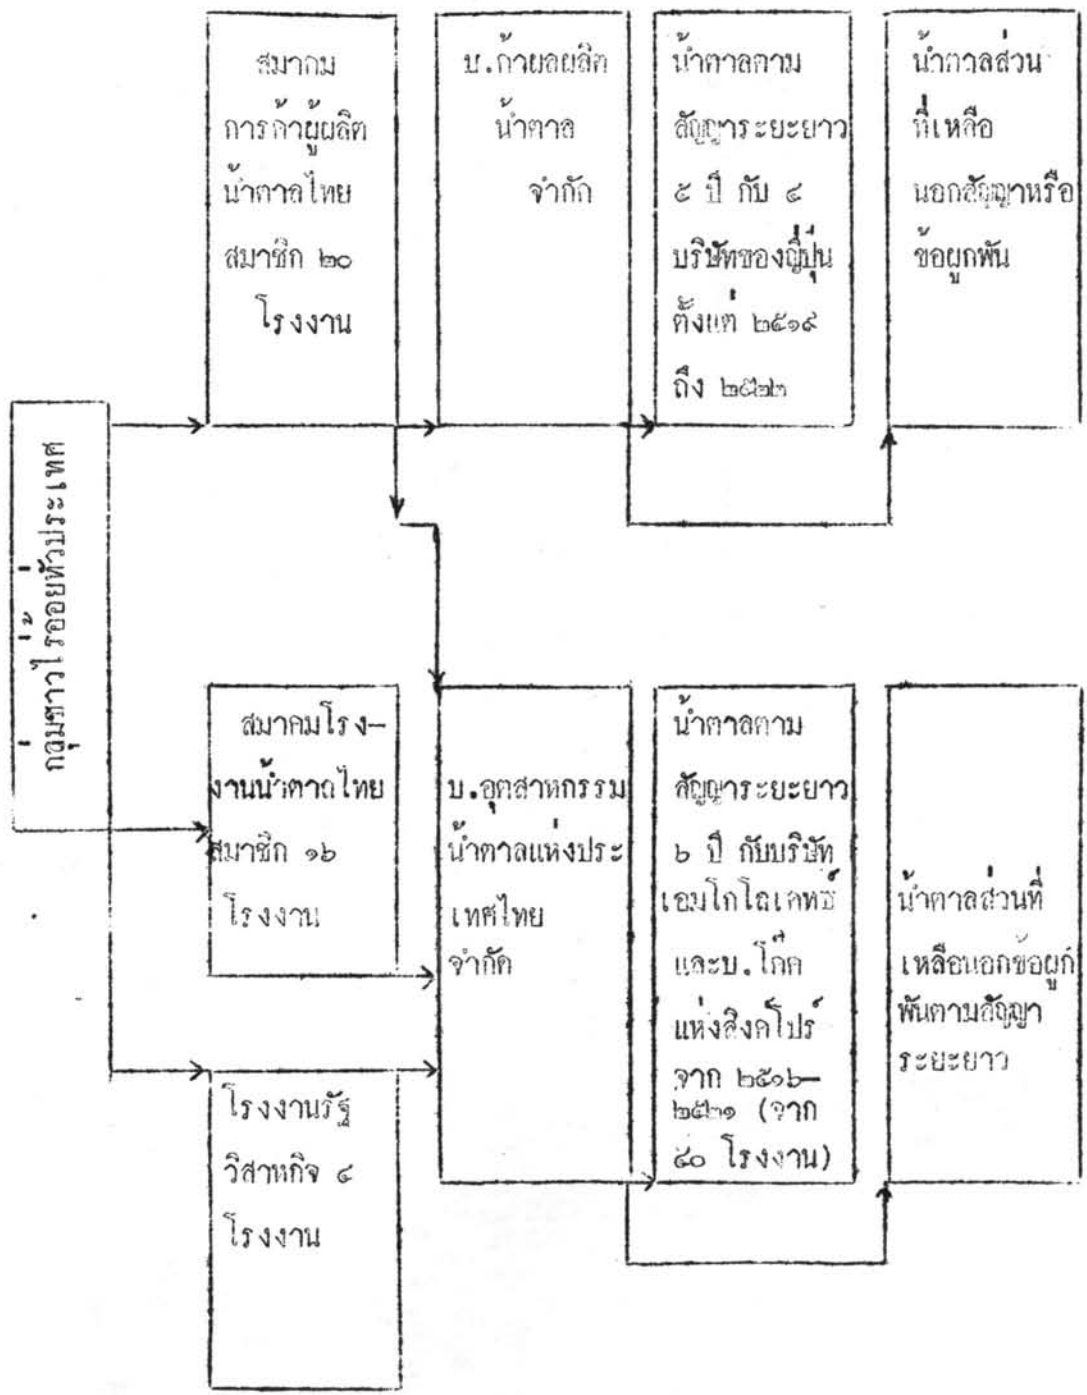 สมาคม
การค้าผู้ผลิต
น้ำตาลไทย
สมาชิก ๒๐
โรงงาน
บ.ค้าผลผลิต
น้ำตาล
จำกัด
น้ำตาลตาม
สัญญาระยะยาว
๕ ปี กับ ๔
บริษัทของญี่ปุ่น
ตั้งแต่ ๒๕๑๙
ถึง ๒๕๒๒
น้ำตาลส่วน
ที่เหลือ
นอกสัญญาหรือ
ข้อผูกพัน
กลุ่มชาวไร่อ้อยทั่วประเทศ
สมาคมโรง-
งานน้ำตาลไทย
สมาชิก ๑๖
โรงงาน
บ.อุตสาหกรรม
น้ำตาลแห่งประ
เทศไทย
จำกัด
น้ำตาลตาม
สัญญาระยะยาว
๖ ปี กับบริษัท
และบ.โก๊ค
แห่งสิงคโปร์
จาก ๒๕๑๖-
๒๕๒๑ (จาก
๔๐ โรงงาน)
น้ำตาลส่วนที่
เหลือนอกข้อผูก
พันตามสัญญา
ระยะยาว
โรงงานรัฐ
วิสาหกิจ ๔
โรงงาน